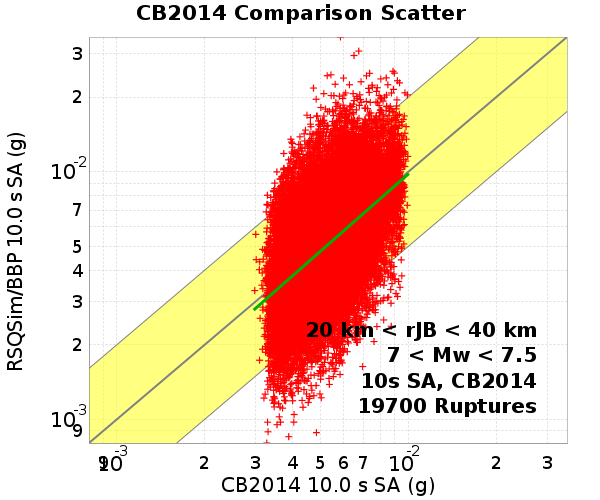 CB2014 Comparison Scatter
RSQSim/BBP 10.0 s SA (g)
3
2
10-2
7
5
4
3
2
10-3
9
20 km < rJB < 40 km
7 < Mw < 7.5
10s SA, CB2014
19700 Ruptures
9 10-3 2 3 4 5 6 7 10-2 2 3
CB2014 10.0 s SA (g)